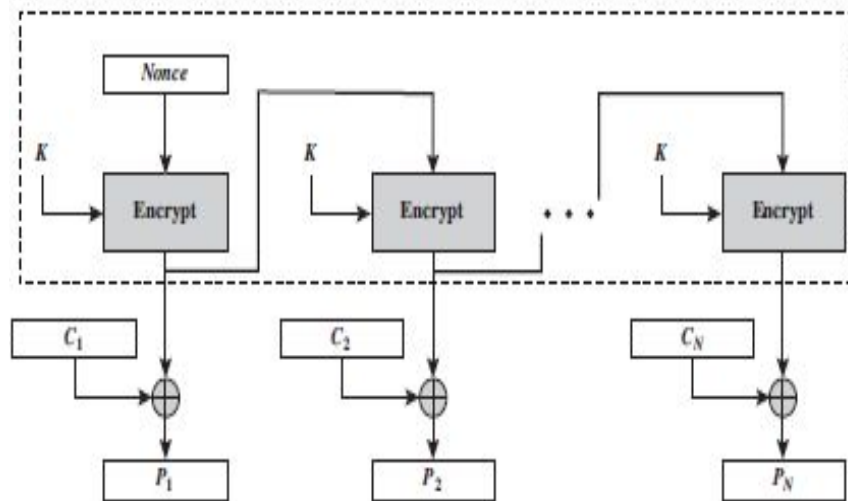 Nonce
K K K
Encrypt Encrypt • • • Encrypt
C1 C2 CN
P1 P2 PN